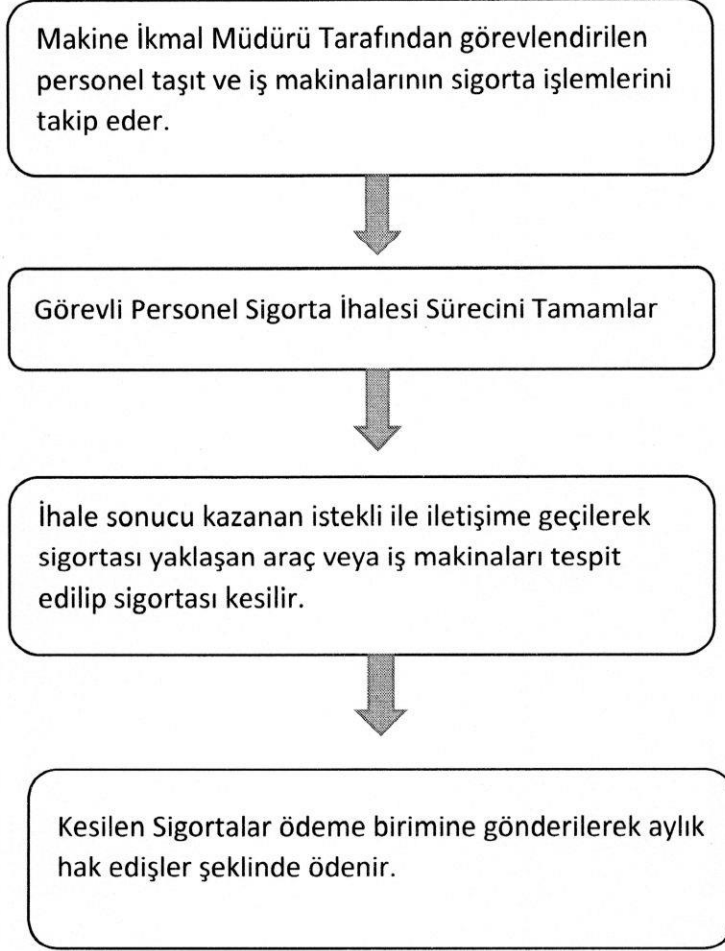 Makine İkmal Müdürü Tarafından görevlendirilen
personel taşıt ve iş makinalarının sigorta işlemlerini
takip eder.
Görevli Personel Sigorta İhalesi Sürecini Tamamlar
İhale sonucu kazanan istekli ile iletişime geçilerek
sigortası yaklaşan araç veya iş makinaları tespit
edilip sigortası kesilir.
Kesilen Sigortalar ödeme birimine gönderilerek aylık
hak edişler şeklinde ödenir.